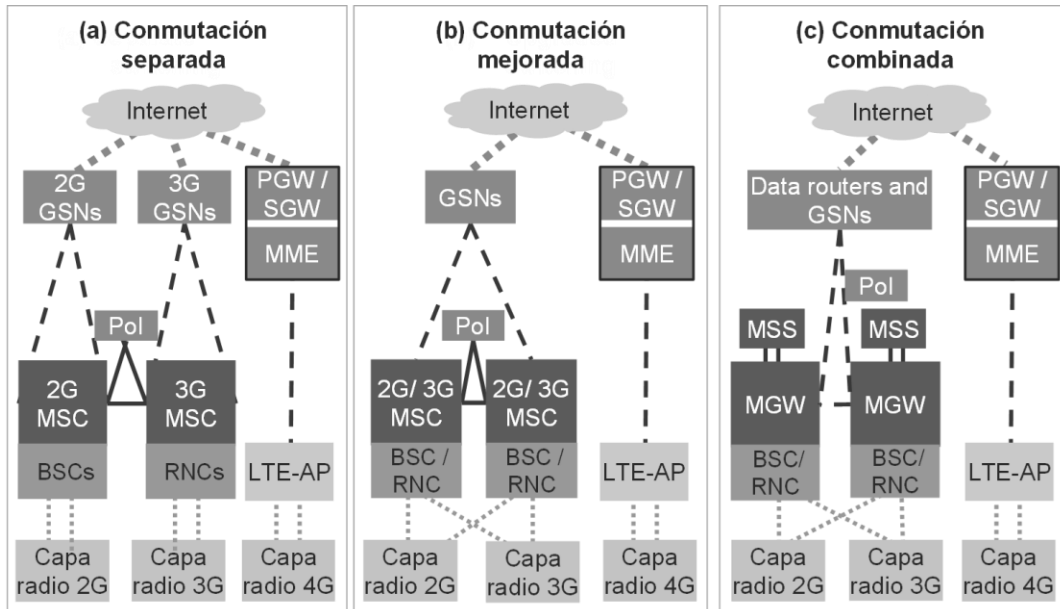 (a) Conmutación
separada
Internet
2G
GSNs
3G
GSNs
PGW /
SGW
MME
PoI
2G
MSC
3G
MSC
BSCs
RNCs
LTE-AP
Capa
radio 2G
Capa
radio 3G
Capa
radio 4G
(b) Conmutación
mejorada
Internet
GSNs
PGW /
SGW
MME
PoI
2G/ 3G
MSC
2G/ 3G
MSC
BSC /
RNC
BSC /
RNC
LTE-AP
Capa
radio 2G
Capa
radio 3G
Capa
radio 4G
(c) Conmutación
combinada
Internet
Data routers and
GSNs
PGW /
SGW
MME
PoI
MSS
MSS
MGW
MGW
BSC/
RNC
BSC/
RNC
LTE-AP
Capa
radio 2G
Capa
radio 3G
Capa
radio 4G